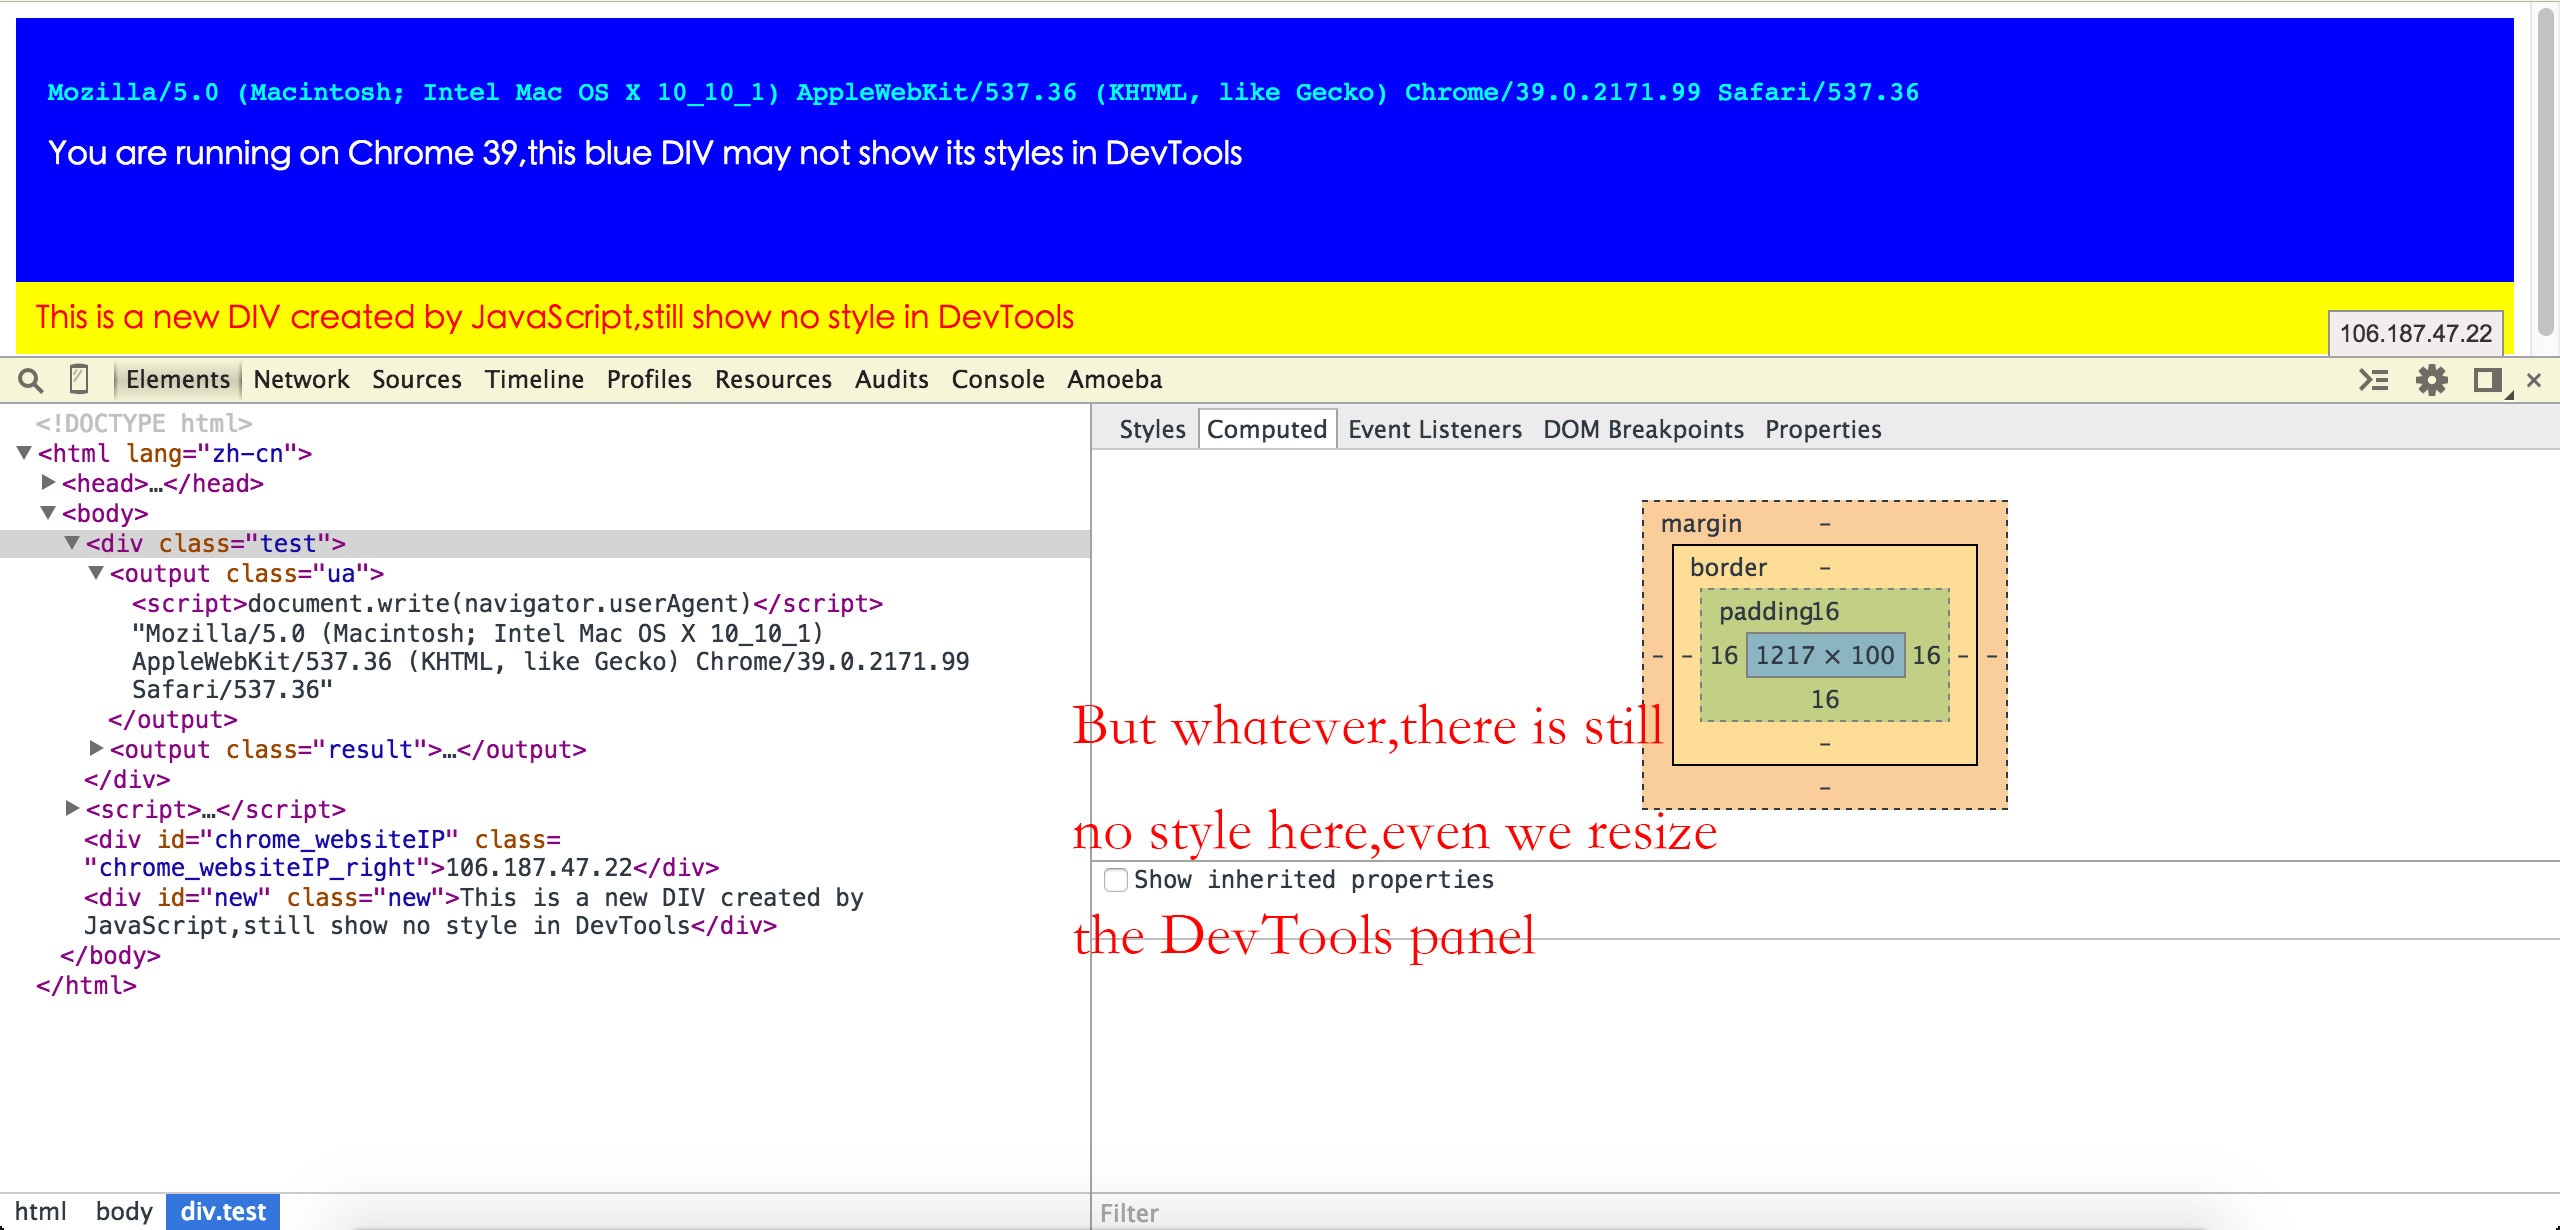 Mozilla/5.0 (Macintosh; Intel Mac OS X 10_10_1) AppleWebKit/537.36 (KHTML, like Gecko) Chrome/39.0.2171.99 Safari/537.36
You are running on Chrome 39,this blue DIV may not show its styles in DevTools
This is a new DIV created by JavaScript,still show no style in DevTools
106.187.47.22
Elements Network Sources Timeline Profiles Resources Audits Console Amoeba
<!DOCTYPE html>
<html lang="zh-cn">
<head>…</head>
<body>
<div class="test">
<output class="ua">
<script>document.write(navigator.userAgent)</script>
"Mozilla/5.0 (Macintosh; Intel Mac OS X 10_10_1)
AppleWebKit/537.36 (KHTML, like Gecko) Chrome/39.0.2171.99
Safari/537.36"
</output>
<output class="result">…</output>
</div>
<script>…</script>
<div id="chrome_websiteIP" class=
"chrome_websiteIP_right">106.187.47.22</div>
<div id="new" class="new">This is a new DIV created by
JavaScript,still show no style in DevTools</div>
</body>
</html>
html body div.test
Styles Computed Event Listeners DOM Breakpoints Properties
margin -
border -
padding16
- - 16 1217 × 100 16 - -
16
-
-
But whatever,there is still
no style here,even we resize
Show inherited properties
the DevTools panel
Filter